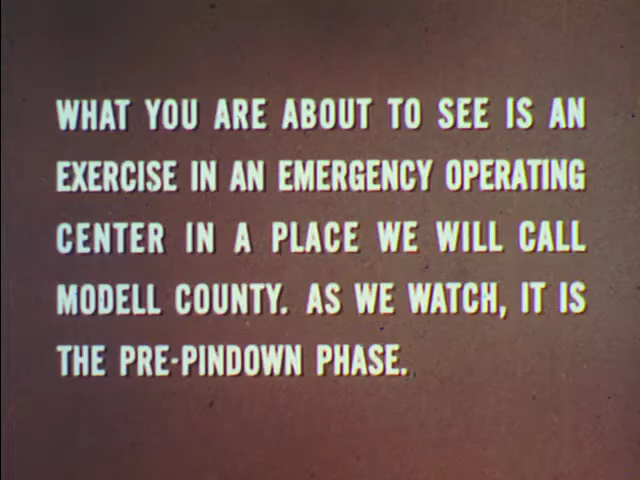 WHAT YOU ARE ABOUT TO SEE IS AN
EXERCISE IN AN EMERGENCY OPERATING
CENTER IN A PLACE WE WILL CALL
MODELL COUNTY. AS WE WATCH, IT IS
THE PRE-PINDOWN PHASE.